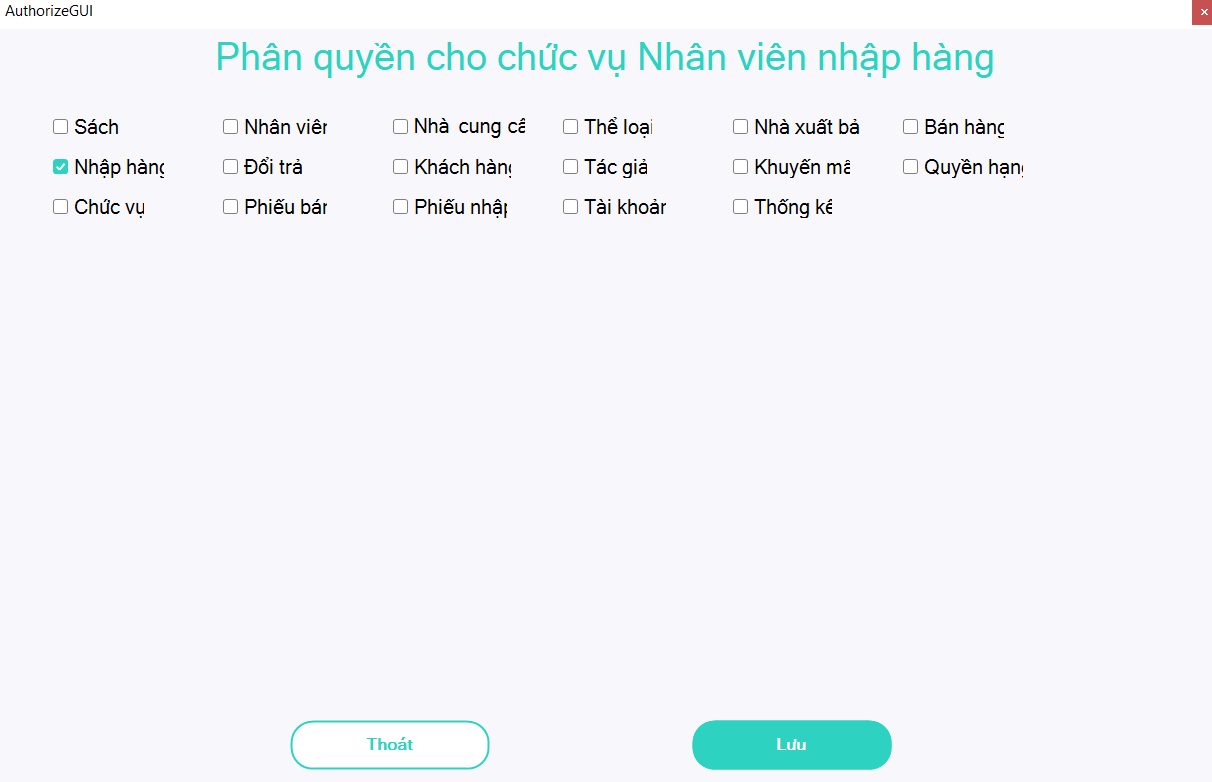 AuthorizeGUI
Phân quyền cho chức vụ Nhân viên nhập hàng
Sách Nhân viên Nhà cung cấ Thể loại Nhà xuất bả Bán hàng
Nhập hàng Đổi trả Khách hàng Tác giả Khuyến mã Quyền hạng
Chức vụ Phiếu bán Phiếu nhập Tài khoản Thống kê
Thoát Lưu